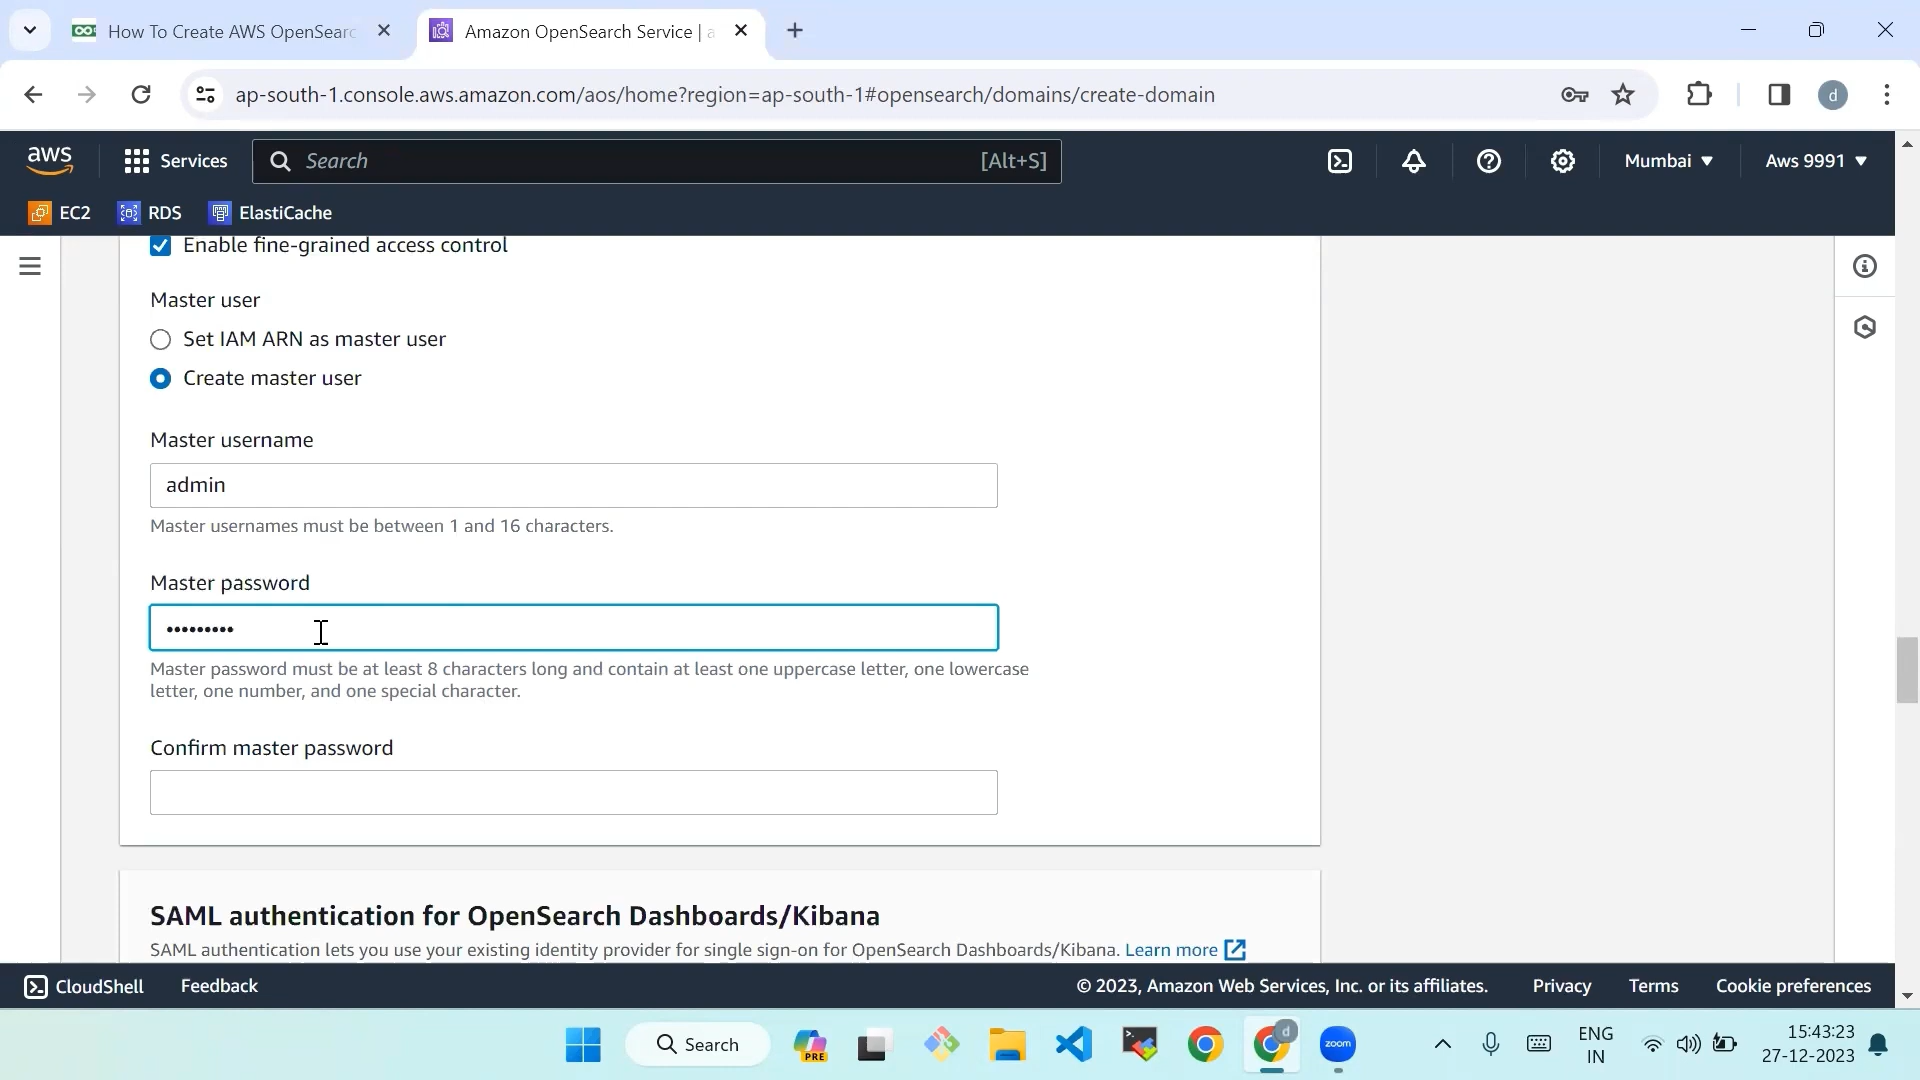 How To Create AWS OpenSearc
Amazon OpenSearch Service | a
ap-south-1.console.aws.amazon.com/aos/home?region=ap-south-1#opensearch/domains/create-domain
d
aws
Services
Search
[Alt+S]
Mumbai
Aws 9991
EC2
RDS
ElastiCache
Enable fine-grained access control
Master user
Set IAM ARN as master user
Create master user
Master username
admin
Master usernames must be between 1 and 16 characters.
Master password
•••••••••
Master password must be at least 8 characters long and contain at least one uppercase letter, one lowercase
letter, one number, and one special character.
Confirm master password
SAML authentication for OpenSearch Dashboards/Kibana
SAML authentication lets you use your existing identity provider for single sign-on for OpenSearch Dashboards/Kibana. Learn more
CloudShell
Feedback
© 2023, Amazon Web Services, Inc. or its affiliates.
Privacy
Terms
Cookie preferences
Search
PRE
d
zoom
ENG
IN
15:43:23
27-12-2023